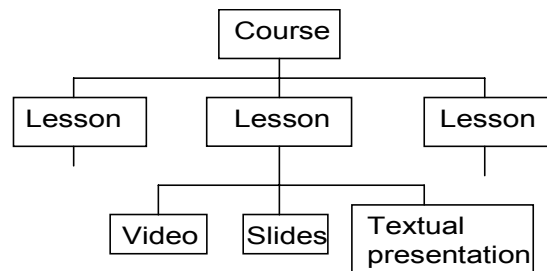 Course
Lesson
Lesson
Lesson
Video
Slides
Textual
presentation